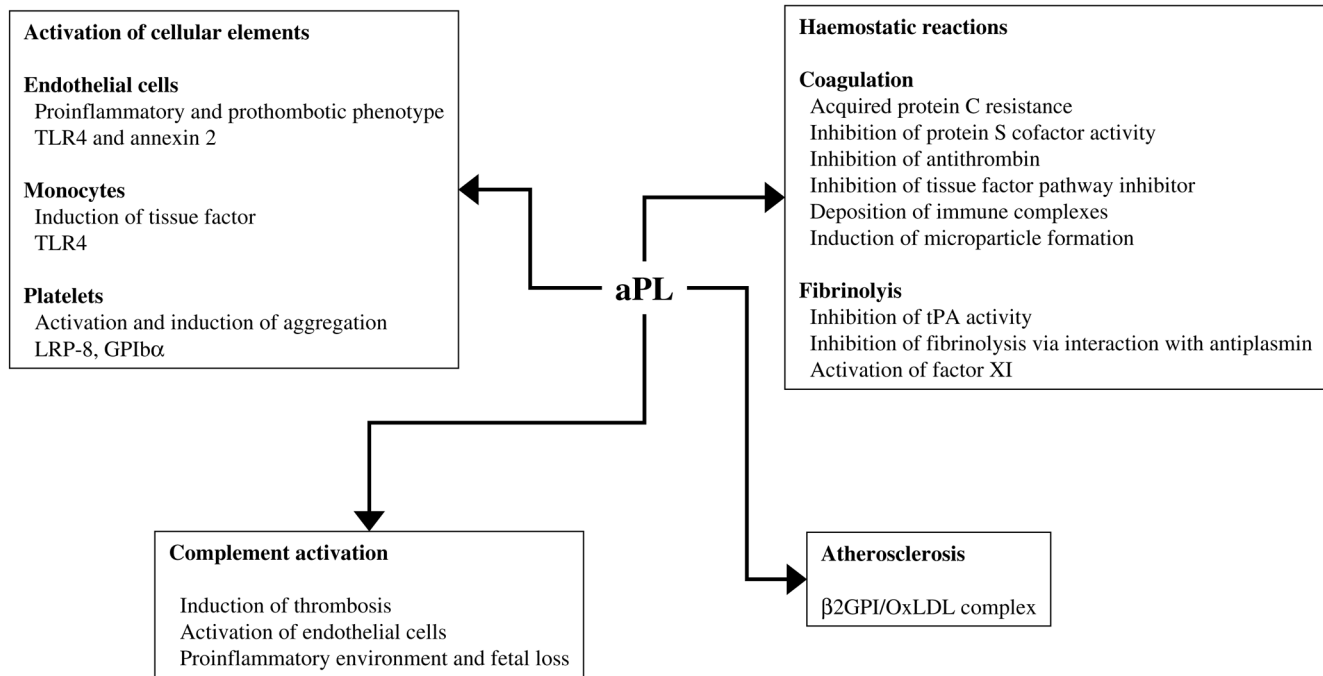 Activation of cellular elements
Endothelial cells
Proinflammatory and prothombotic phenotype
TLR4 and annexin 2
Monocytes
Induction of tissue factor
TLR4
Platelets
Activation and induction of aggregation
LRP-8, GPIbα
Haemostatic reactions
Coagulation
Acquired protein C resistance
Inhibition of protein S cofactor activity
Inhibition of antithrombin
Inhibition of tissue factor pathway inhibitor
Deposition of immune complexes
Induction of microparticle formation
Fibrinolyis
Inhibition of tPA activity
Inhibition of fibrinolysis via interaction with antiplasmin
Activation of factor XI
aPL
Complement activation
Induction of thrombosis
Activation of endothelial cells
Proinflammatory environment and fetal loss
Atherosclerosis
β2GPI/OxLDL complex